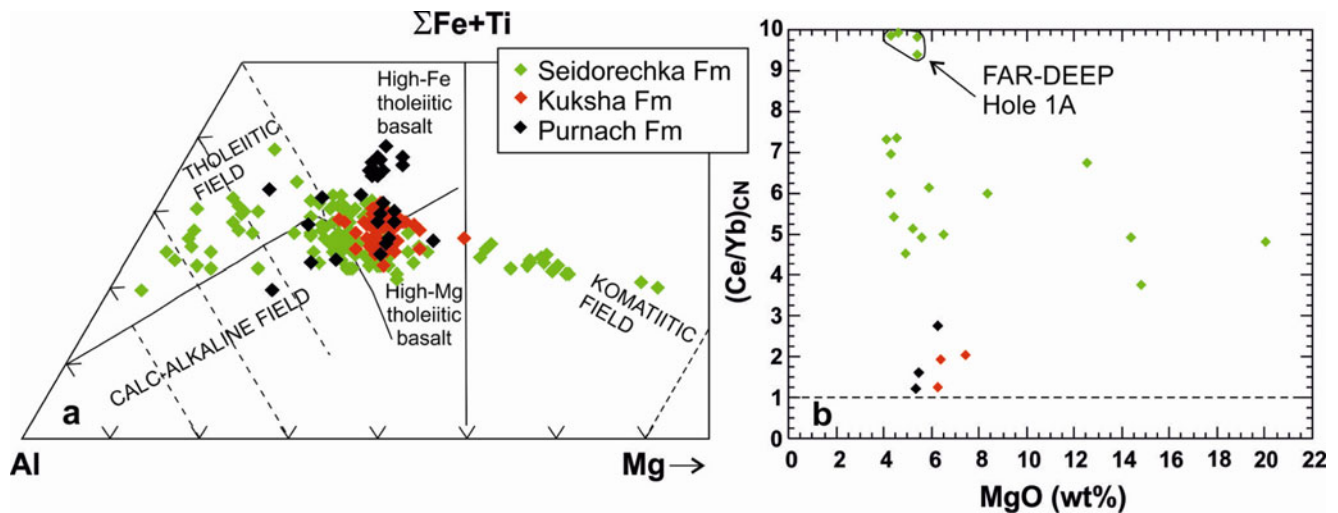 ΣFe+Ti
Seidorechka Fm
Kuksha Fm
Purnach Fm
High-Fe
tholeiitic
basalt
THOLEIITIC
FIELD
CALC-ALKALINE FIELD
High-Mg
tholeiitic
basalt
KOMATIITIC
FIELD
a
Al
Mg
(Ce/Yb)CN
10
9
8
7
6
5
4
3
2
1
0
FAR-DEEP
Hole 1A
b
0 2 4 6 8 10 12 14 16 18 20 22
MgO (wt%)